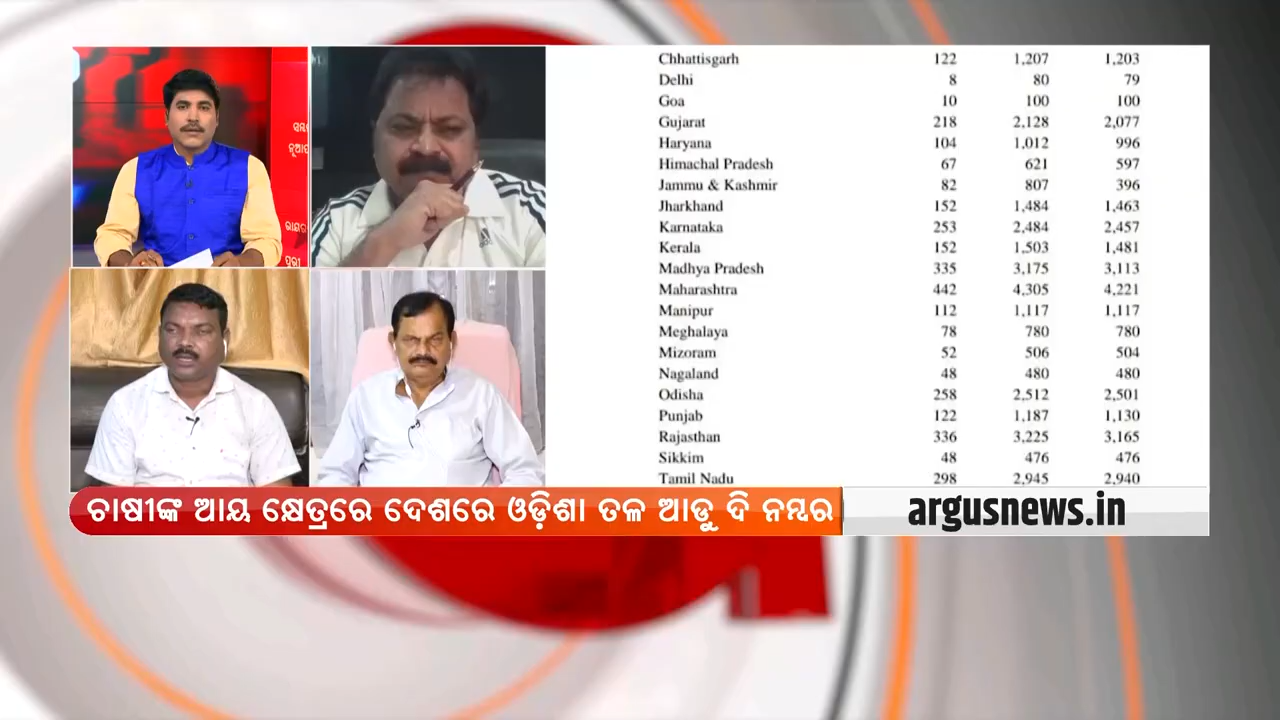 Chhattisgarh 122 1,207 1,203
Delhi 8 80 79
Goa 10 100 100
Gujarat 218 2,128 2,077
Haryana 104 1,012 996
Himachal Pradesh 67 621 597
Jammu & Kashmir 82 807 396
Jharkhand 152 1,484 1,463
Karnataka 253 2,484 2,457
Kerala 152 1,503 1,481
Madhya Pradesh 335 3,175 3,113
Maharashtra 442 4,305 4,221
Manipur 112 1,117 1,117
Meghalaya 78 780 780
Mizoram 52 506 504
Nagaland 48 480 480
Odisha 258 2,512 2,501
Punjab 122 1,187 1,130
Rajasthan 336 3,225 3,165
Sikkim 48 476 476
Tamil Nadu 298 2,945 2,940
ଚାଷୀଙ୍କ ଆୟ କ୍ଷେତ୍ରରେ ଦେଶରେ ଓଡ଼ିଶା ତଳ ଆଡୁ ଦି ନମ୍ବର
argusnews.in